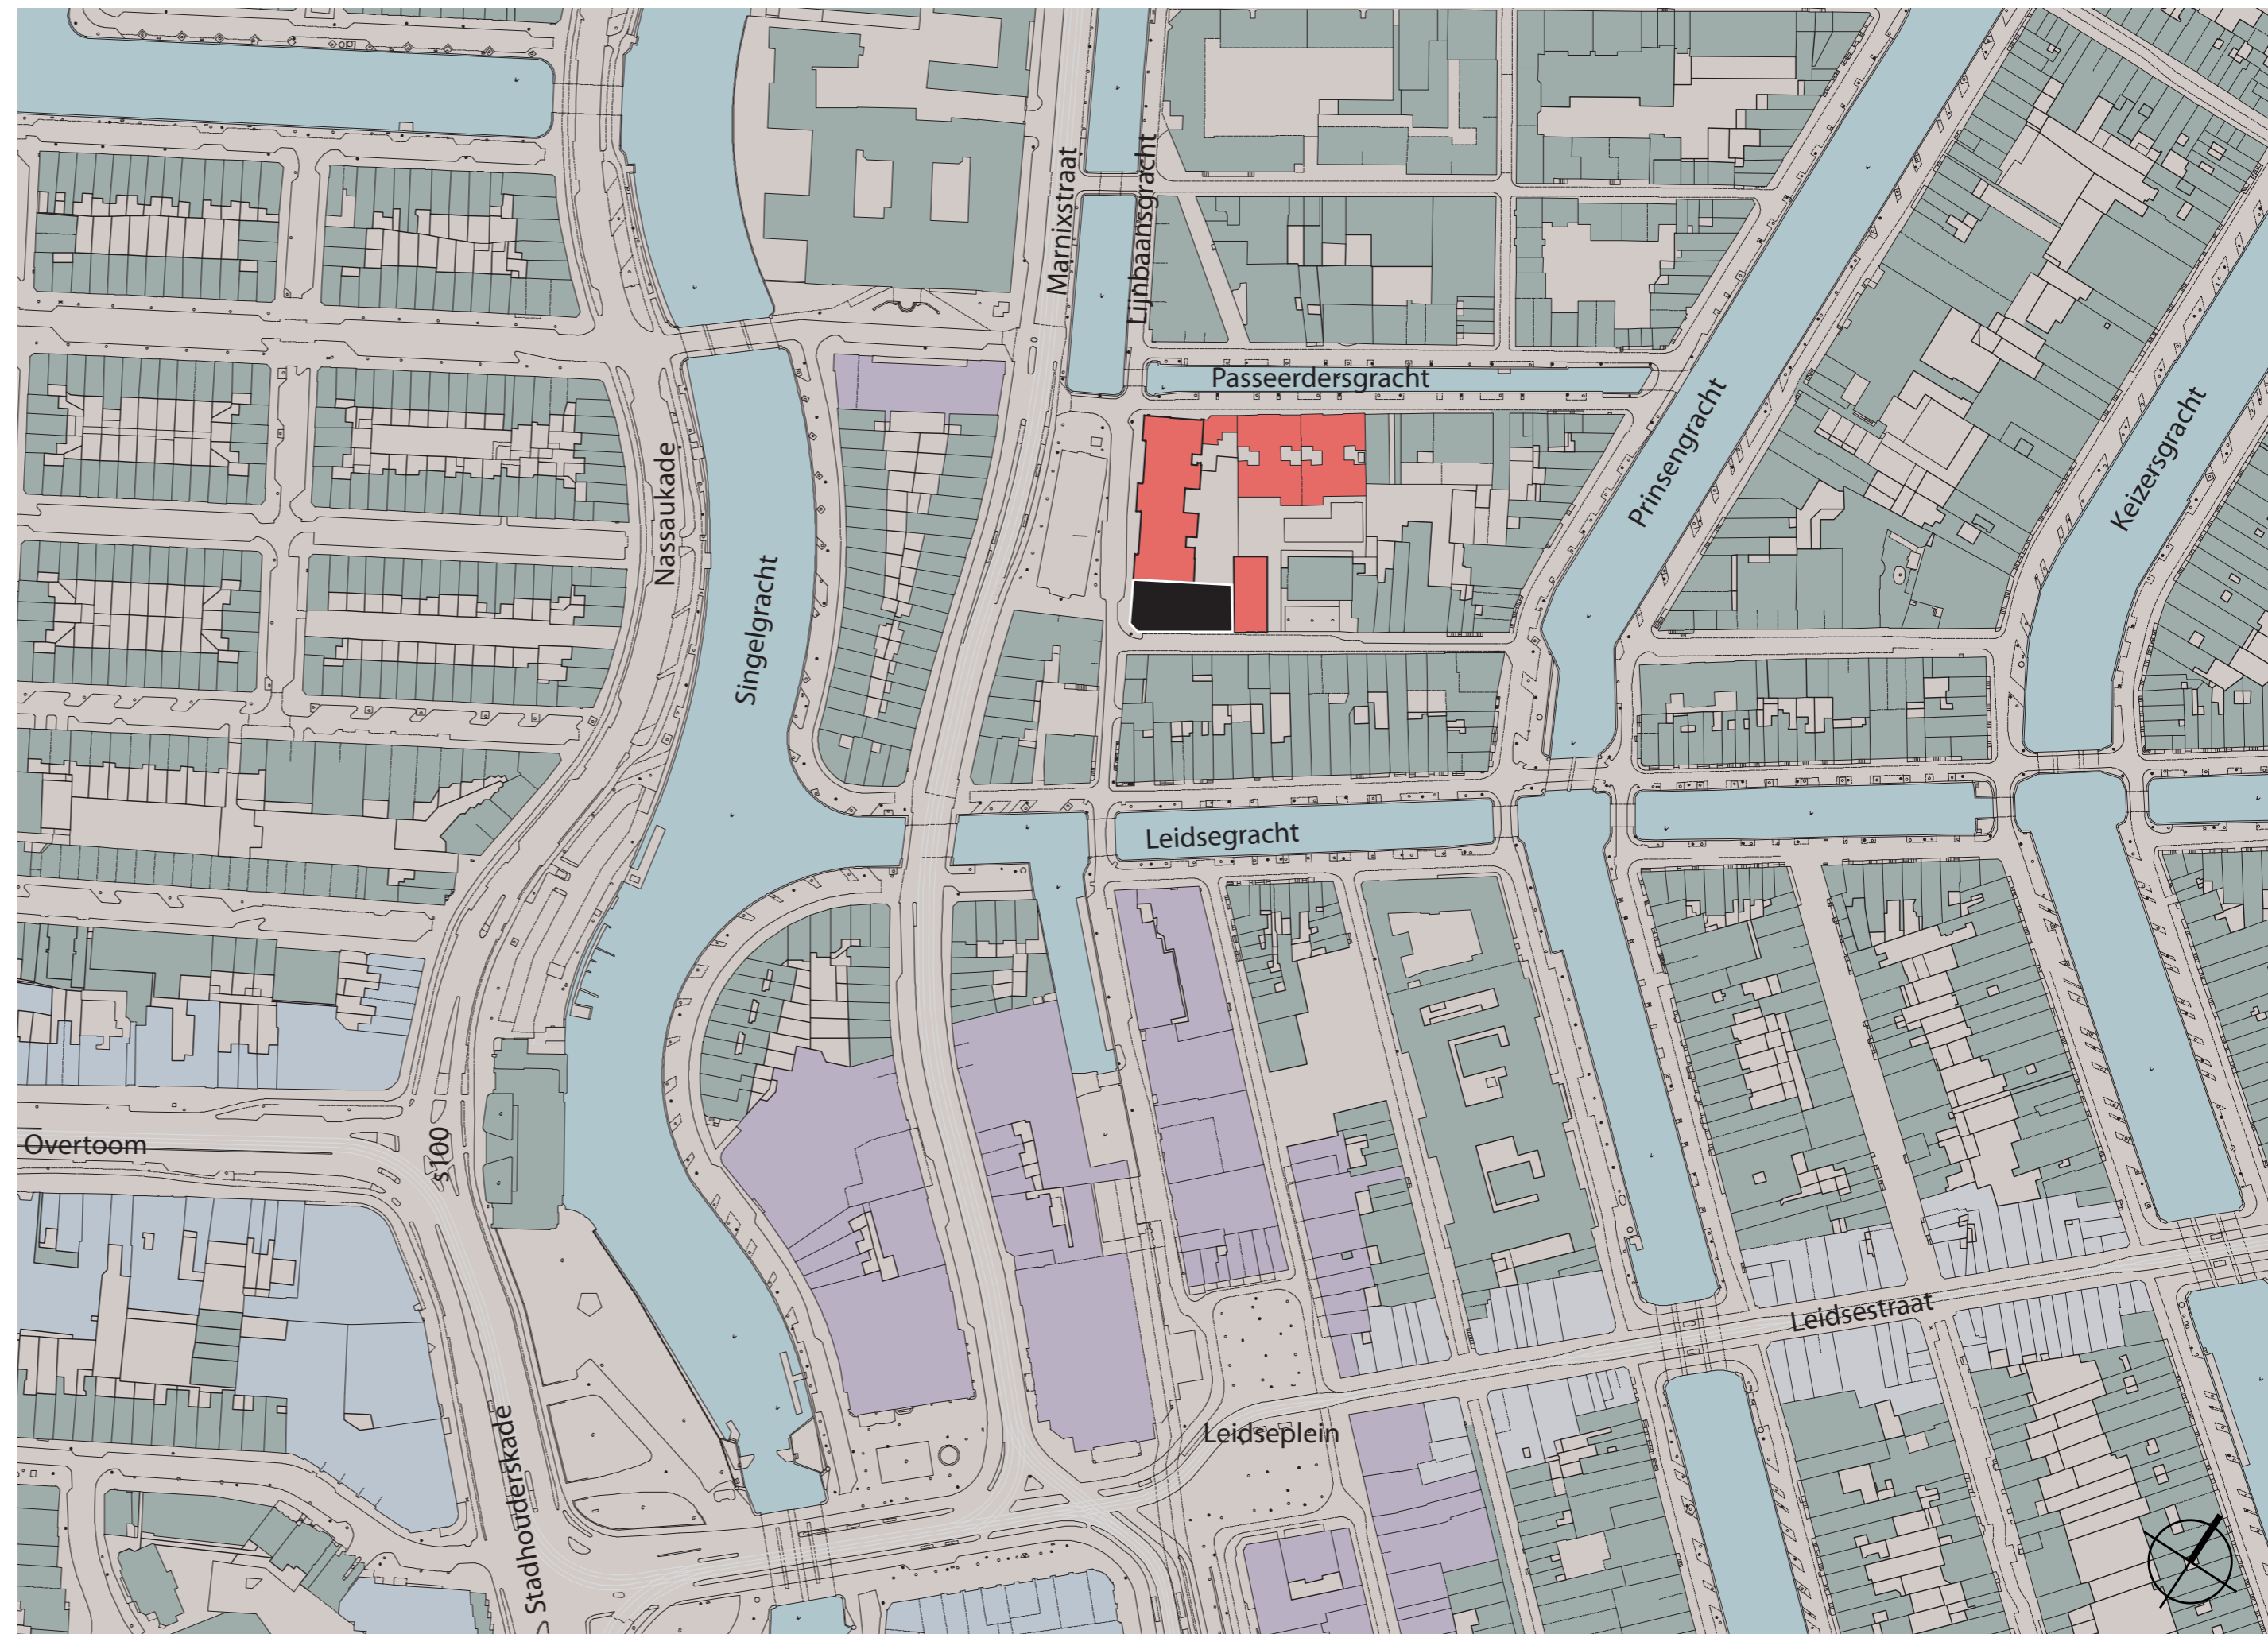 Marnixstraat
Lijnbaansgracht
Passeerdersgracht
Prinsengracht
Keizersgracht
Nassaukade
Singelgracht
Leidsegracht
Overtoom
s100
Leidsestraat
Leidseplein
Stadhouderskade